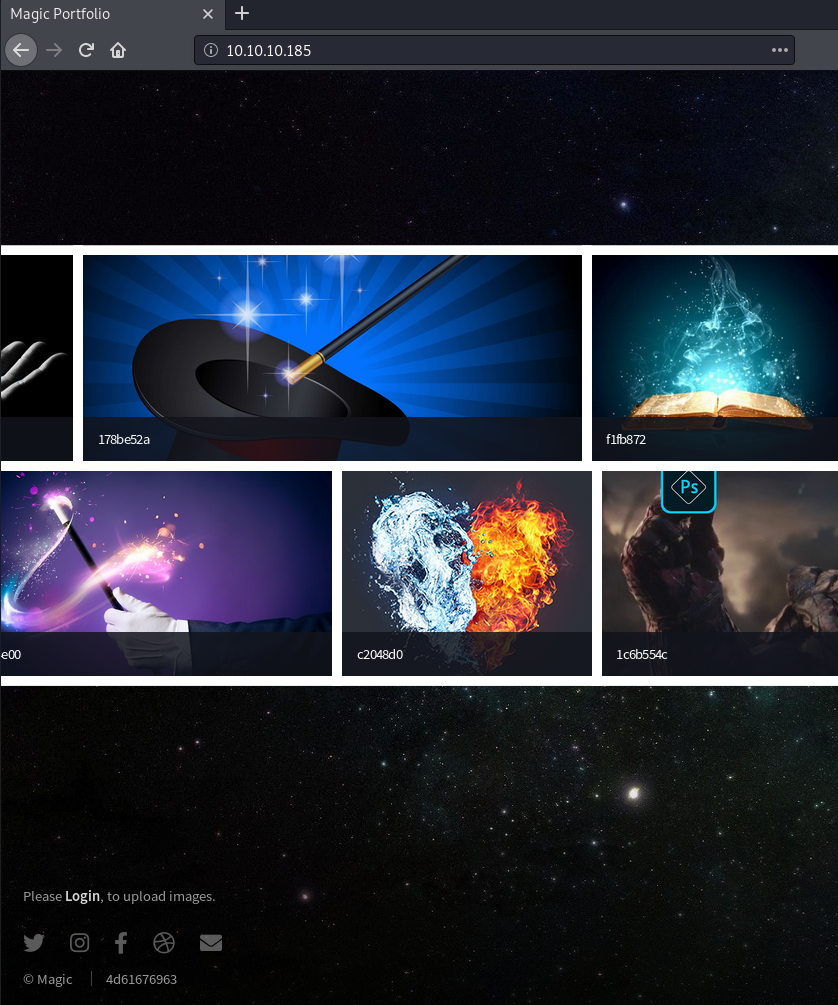 Magic Portfolio
10.10.10.185
178be52a
f1fb872
e00
c2048d0
Ps
1c6b554c
Please Login, to upload images.
© Magic
4d61676963